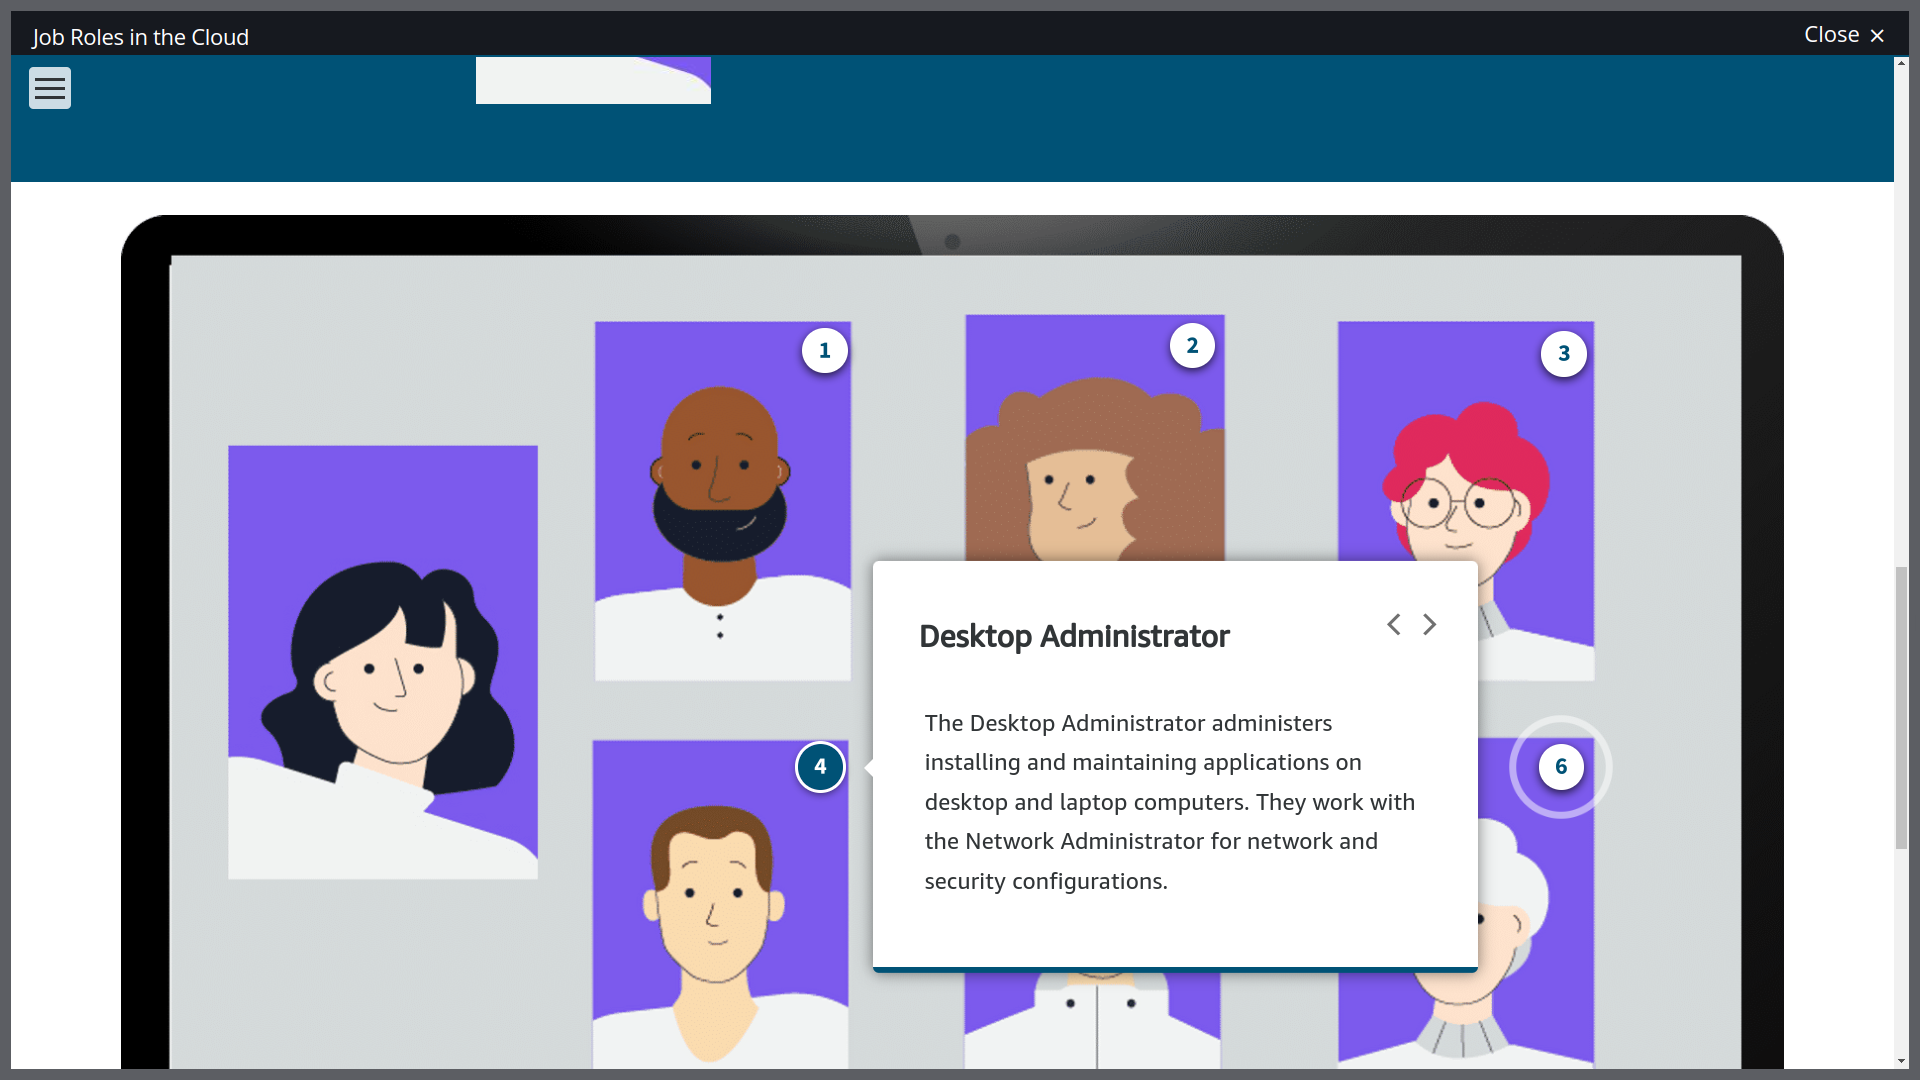 Job Roles in the Cloud
Close ×
1
2
3
Desktop Administrator
The Desktop Administrator administers
installing and maintaining applications on
desktop and laptop computers. They work with
the Network Administrator for network and
security configurations.
4
6